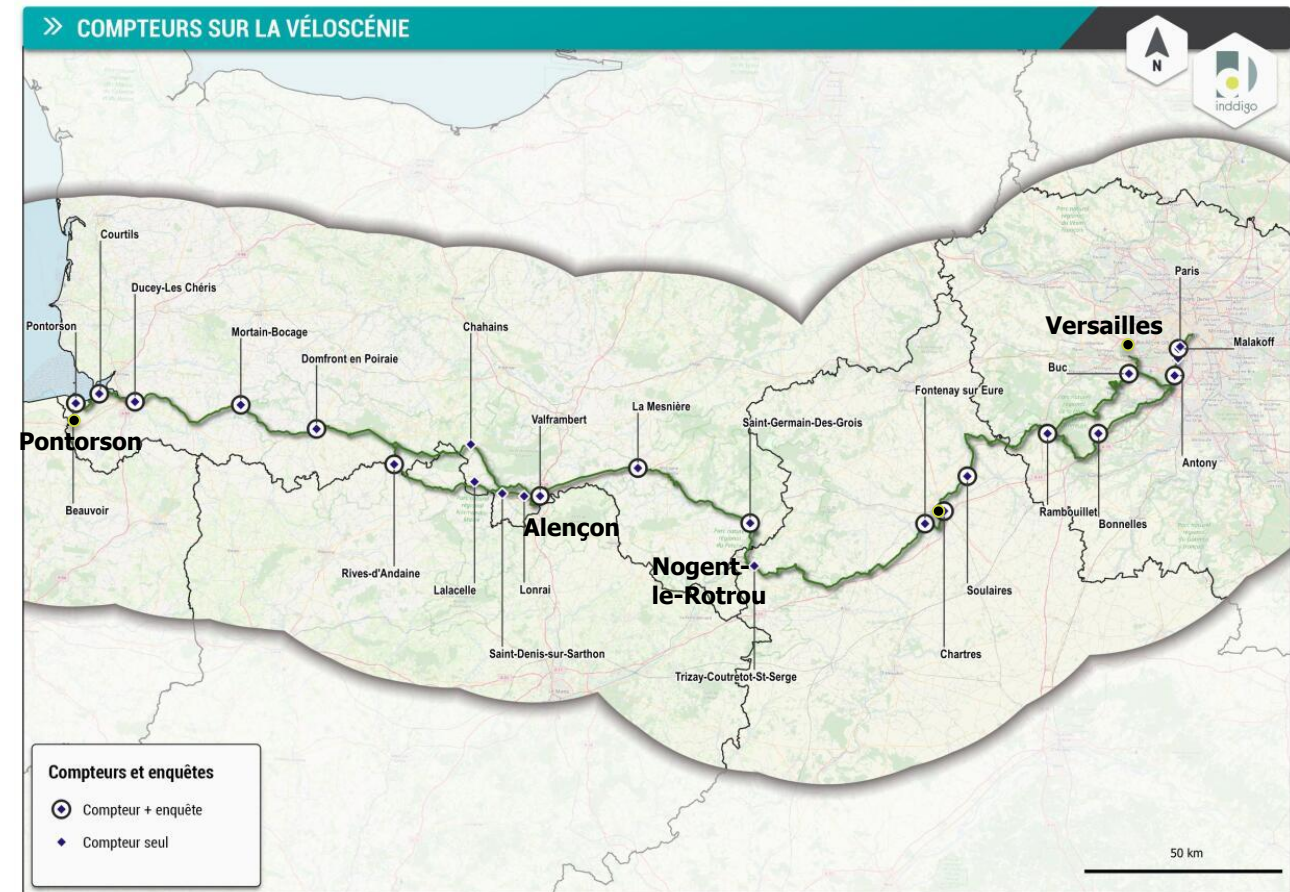 >> COMPTEURS SUR LA VÉLOSCÉNIE
N
inddigo
Courtils
Ducey-Les Chéris
Pontorson
Mortain-Bocage
Chahains
Domfront en Poiraie
Paris
Versailles
Malakoff
Buc
Fontenay sur Eure
La Mesnière
Valframbert
Saint-Germain-Des-Grois
Pontorson
Antony
Beauvoir
Alençon
Rambouillet
Bonnelles
Rives-d'Andaine
Nogent-
le-Rotrou
Lalacelle
Lonrai
Soulaires
Saint-Denis-sur-Sarthon
Chartres
Trizay-Coutretot-St-Serge
Compteurs et enquêtes
Compteur + enquête
Compteur seul
50 km